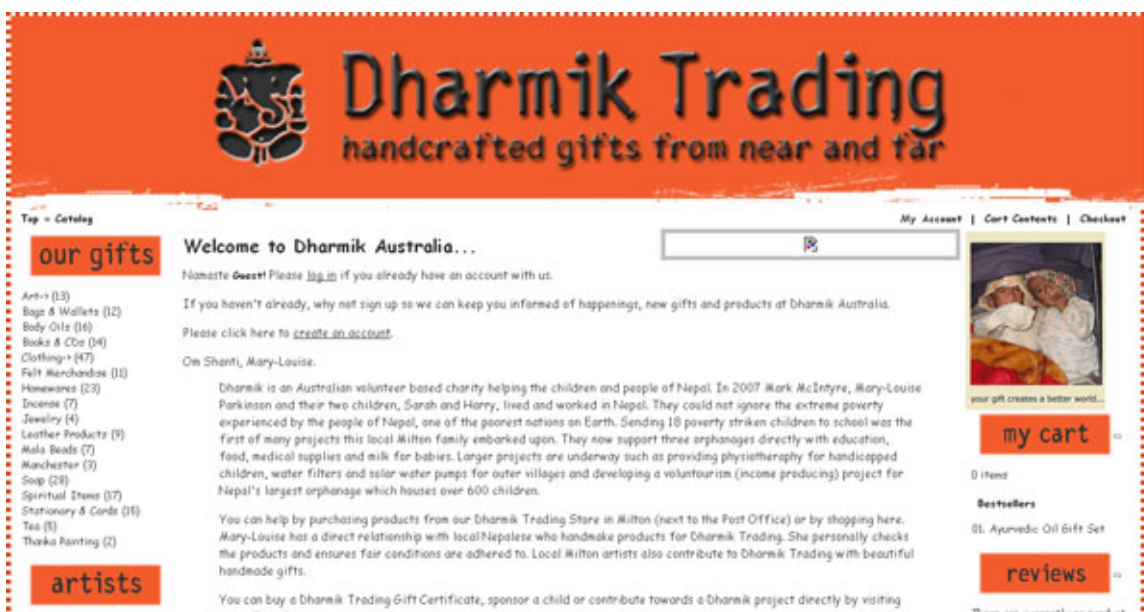 Dharmik Trading
handcrafted gifts from near and far
Top » Catalog
My Account | Cart Contents | Checkout
our gifts
Art-> (13)
Bags & Wallets (12)
Body Oils (16)
Books & CDs (14)
Clothing-> (47)
Felt Merchandise (11)
Homewares (23)
Incense (7)
Jewelry (4)
Leather Products (9)
Mala Beads (7)
Manchester (3)
Soap (28)
Spiritual Items (17)
Stationary & Cards (15)
Tea (5)
Thanka Painting (2)
artists
Welcome to Dharmik Australia...
Namaste Guest! Please log in if you already have an account with us.
If you haven't already, why not sign up so we can keep you informed of happenings, new gifts and products at Dharmik Australia.
Please click here to create an account.
Om Shanti, Mary-Louise.
Dharmik is an Australian volunteer based charity helping the children and people of Nepal. In 2007 Mark McIntyre, Mary-Louise
Parkinson and their two children, Sarah and Harry, lived and worked in Nepal. They could not ignore the extreme poverty
experienced by the people of Nepal, one of the poorest nations on Earth. Sending 18 poverty striken children to school was the
first of many projects this local Milton family embarked upon. They now support three orphanages directly with education,
food, medical supplies and milk for babies. Larger projects are underway such as providing physiotheraphy for handicapped
children, water filters and solar water pumps for outer villages and developing a voluntourism (income producing) project for
Nepal's largest orphanage which houses over 600 children.
You can help by purchasing products from our Dharmik Trading Store in Milton (next to the Post Office) or by shopping here.
Mary-Louise has a direct relationship with local Nepalese who handmake products for Dharmik Trading. She personally checks
the products and ensures fair conditions are adhered to. Local Milton artists also contribute to Dharmik Trading with beautiful
handmade gifts.
You can buy a Dharmik Trading Gift Certificate, sponsor a child or contribute towards a Dharmik project directly by visiting
your gift creates a better world...
my cart
0 items
Bestsellers
01. Ayurvedic Oil Gift Set
reviews